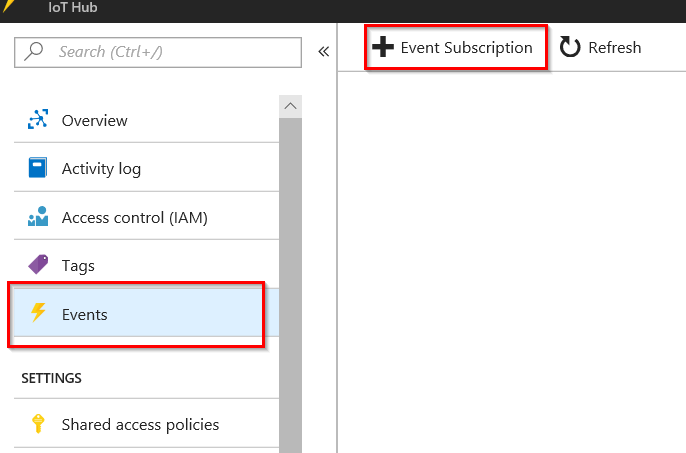 IoT Hub
Search (Ctrl+/)
«
Event Subscription
Refresh
Overview
Activity log
Access control (IAM)
Tags
Events
SETTINGS
Shared access policies